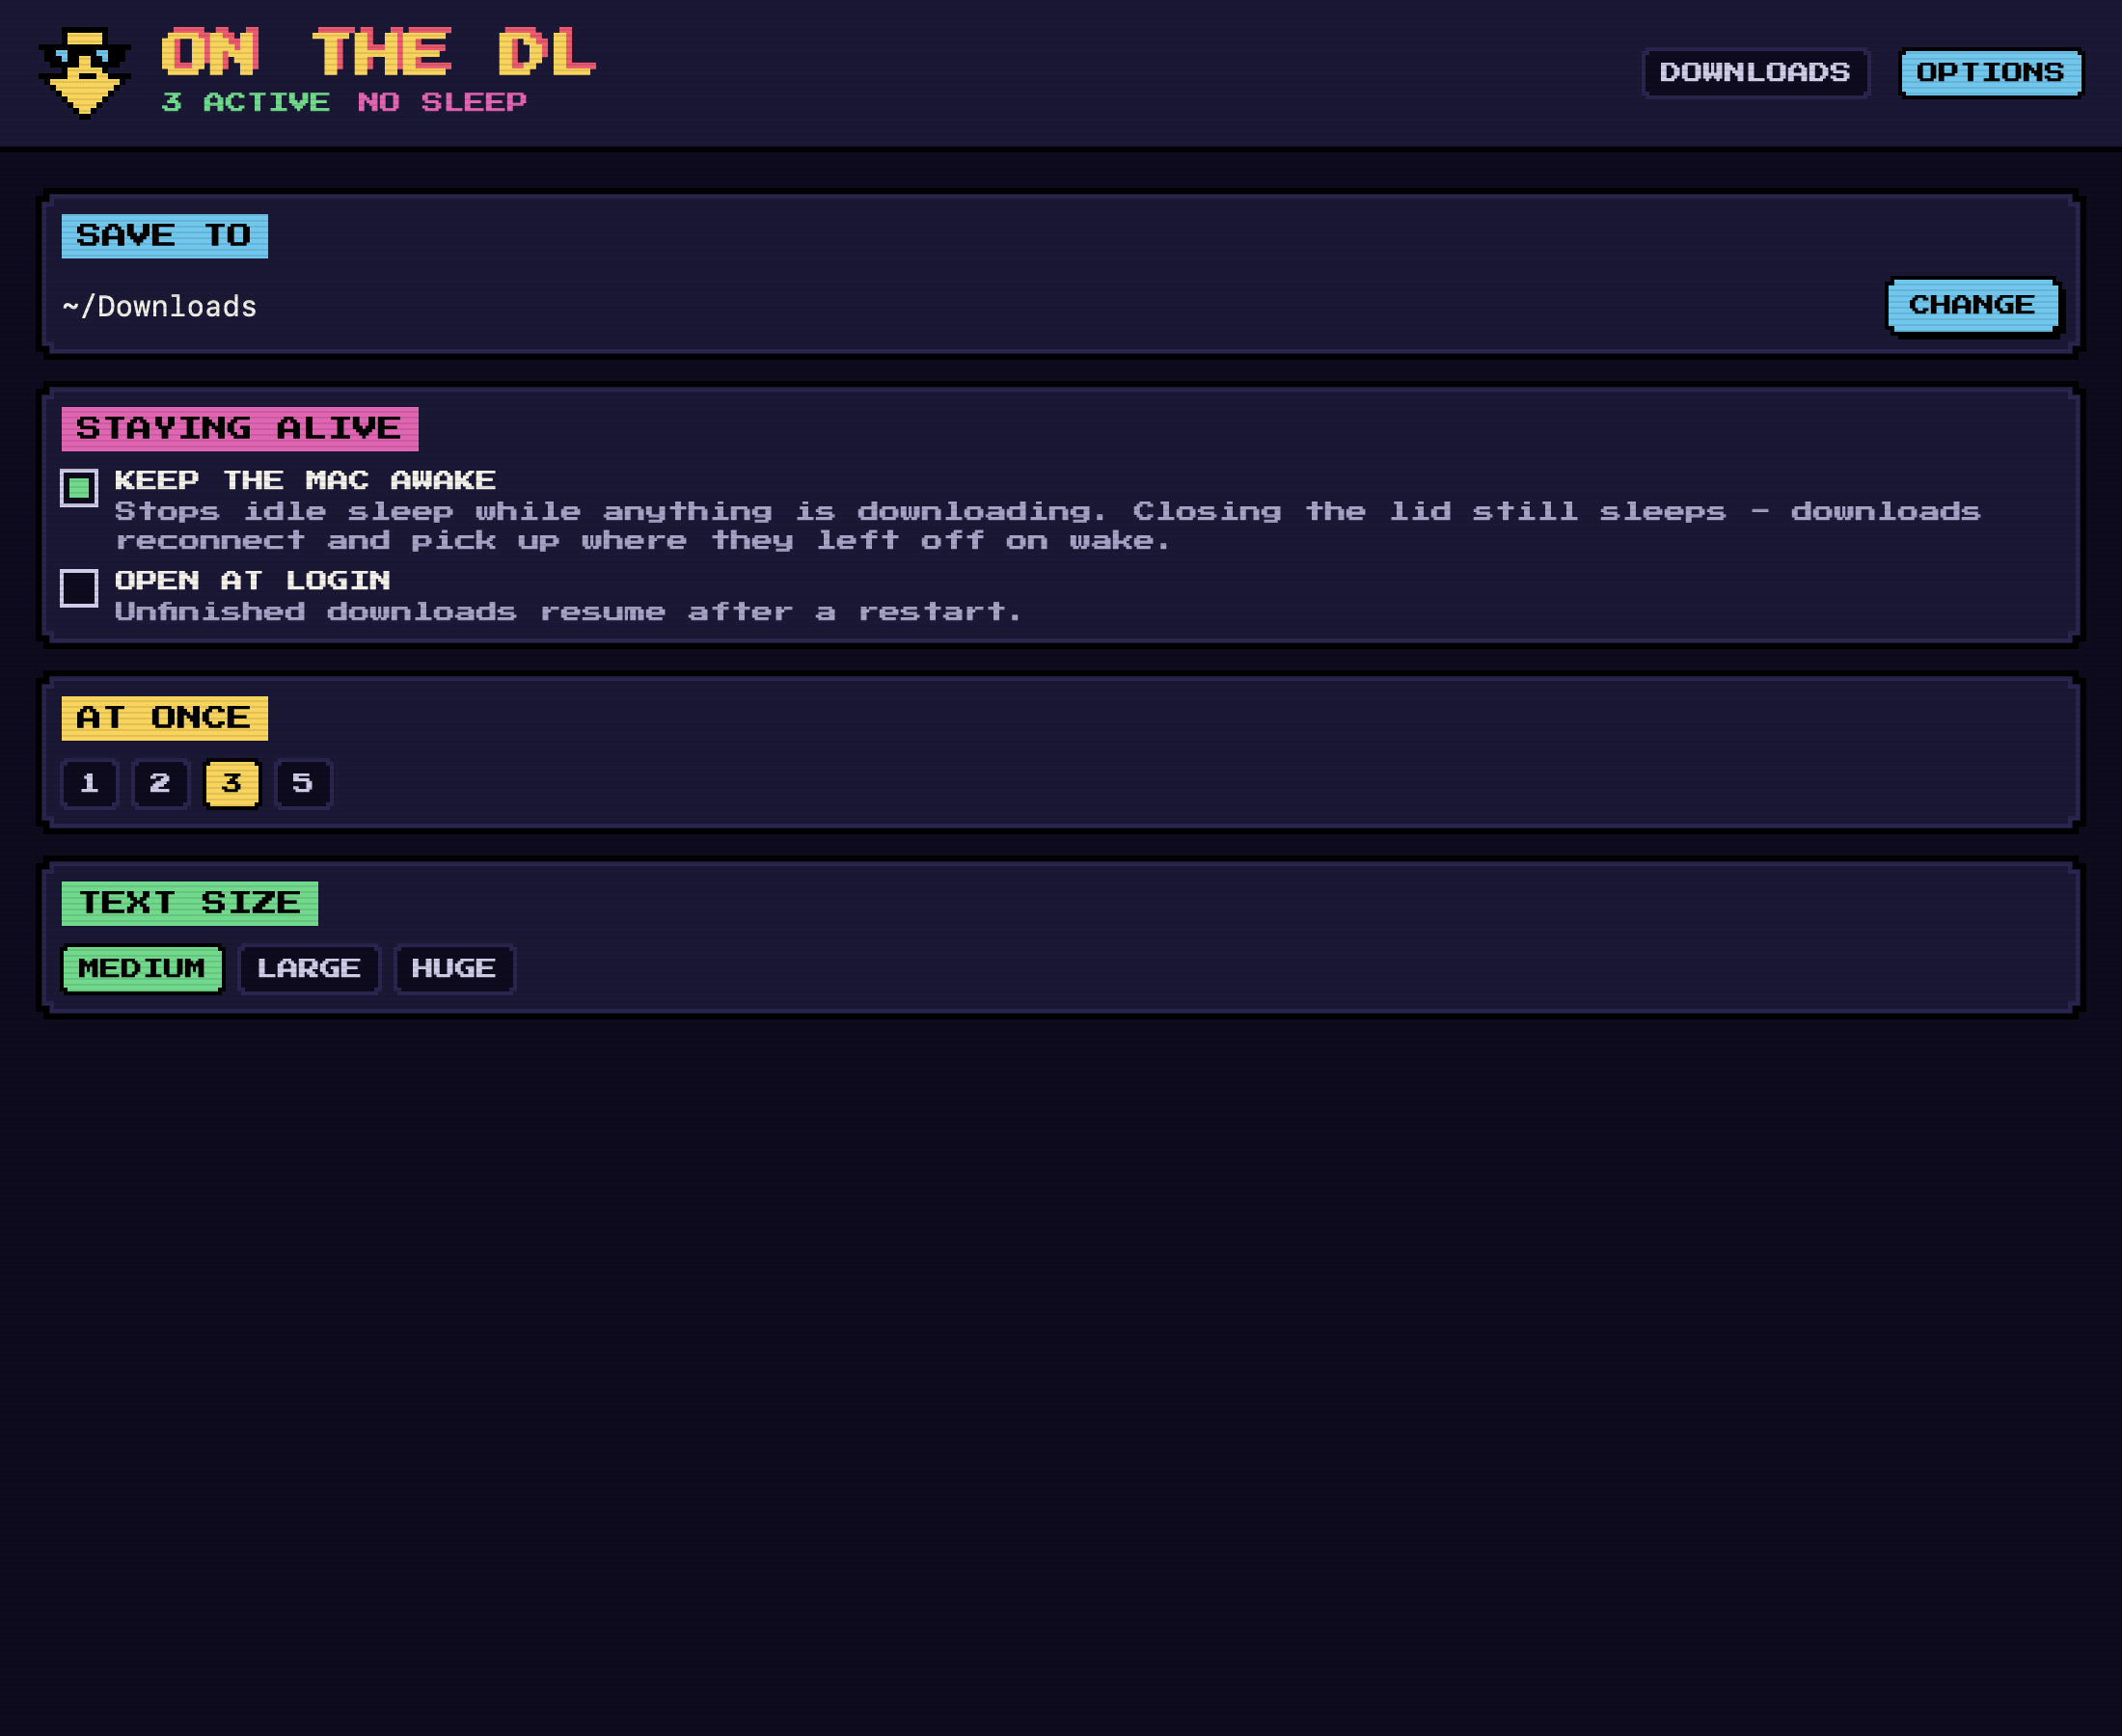 ON THE DL
3 ACTIVE NO SLEEP
DOWNLOADS
OPTIONS
SAVE TO
~/Downloads
CHANGE
STAYING ALIVE
KEEP THE MAC AWAKE
Stops idle sleep while anything is downloading. Closing the lid still sleeps – downloads
reconnect and pick up where they left off on wake.
OPEN AT LOGIN
Unfinished downloads resume after a restart.
AT ONCE
1 2 3 5
TEXT SIZE
MEDIUM LARGE HUGE